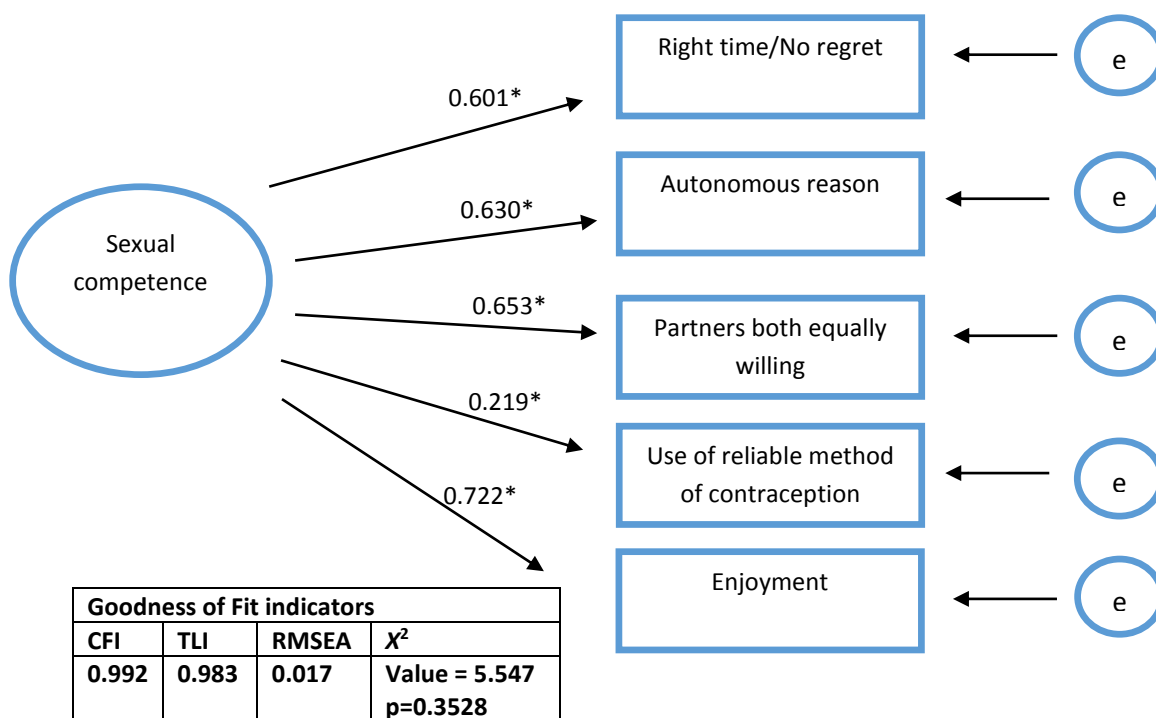 Right time/No regret
e
0.601*
Autonomous reason
e
0.630*
Sexual
competence
0.653*
Partners both equally
willing
e
0.219*
Use of reliable method
of contraception
e
0.722*
Enjoyment
e
Goodness of Fit indicators
CFI TLI RMSEA X²
0.992 0.983 0.017 Value = 5.547
p=0.3528